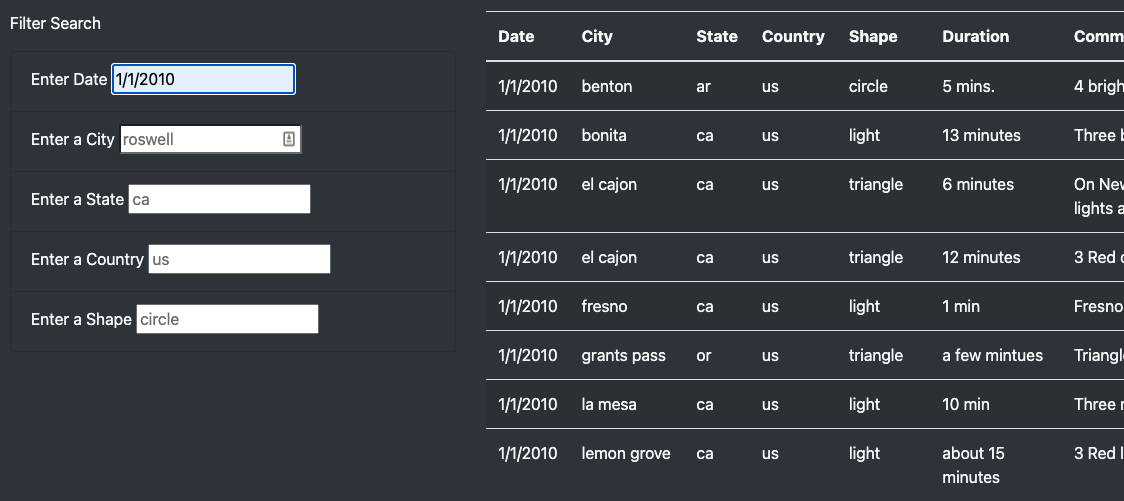 Filter Search
Enter Date 1/1/2010
Enter a City roswell
Enter a State ca
Enter a Country us
Enter a Shape circle
Date City State Country Shape Duration
1/1/2010 benton ar us circle 5 mins. 4
1/1/2010 bonita ca us light 13 minutes Three
1/1/2010 el cajon ca us triangle 6 minutes On
lights
1/1/2010 el cajon ca us triangle 12 minutes 3 Red
1/1/2010 fresno ca us light 1 min Fresno
1/1/2010 grants pass or us triangle a few mintues
1/1/2010 la mesa ca us light 10 min Three
1/1/2010 lemon grove ca us light about 15 3 Red
minutes